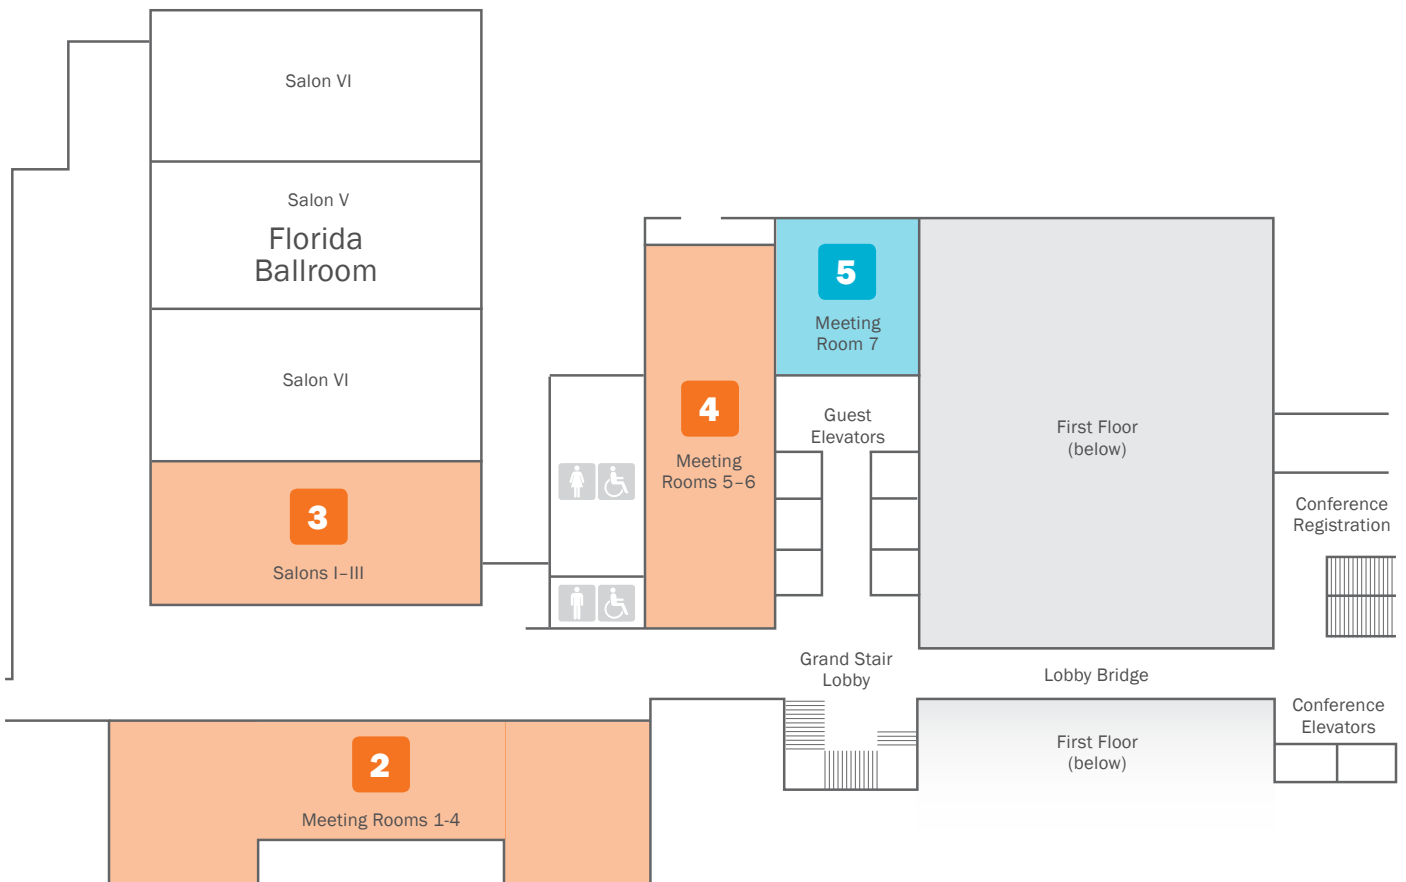 Salon VI
Salon V
Florida
Ballroom
Salon VI
3
Salons I–III
5
Meeting
Room 7
4
Meeting
Rooms 5–6
Guest
Elevators
First Floor
(below)
Conference
Registration
Grand Stair
Lobby
Lobby Bridge
Conference
Elevators
First Floor
(below)
2
Meeting Rooms 1-4